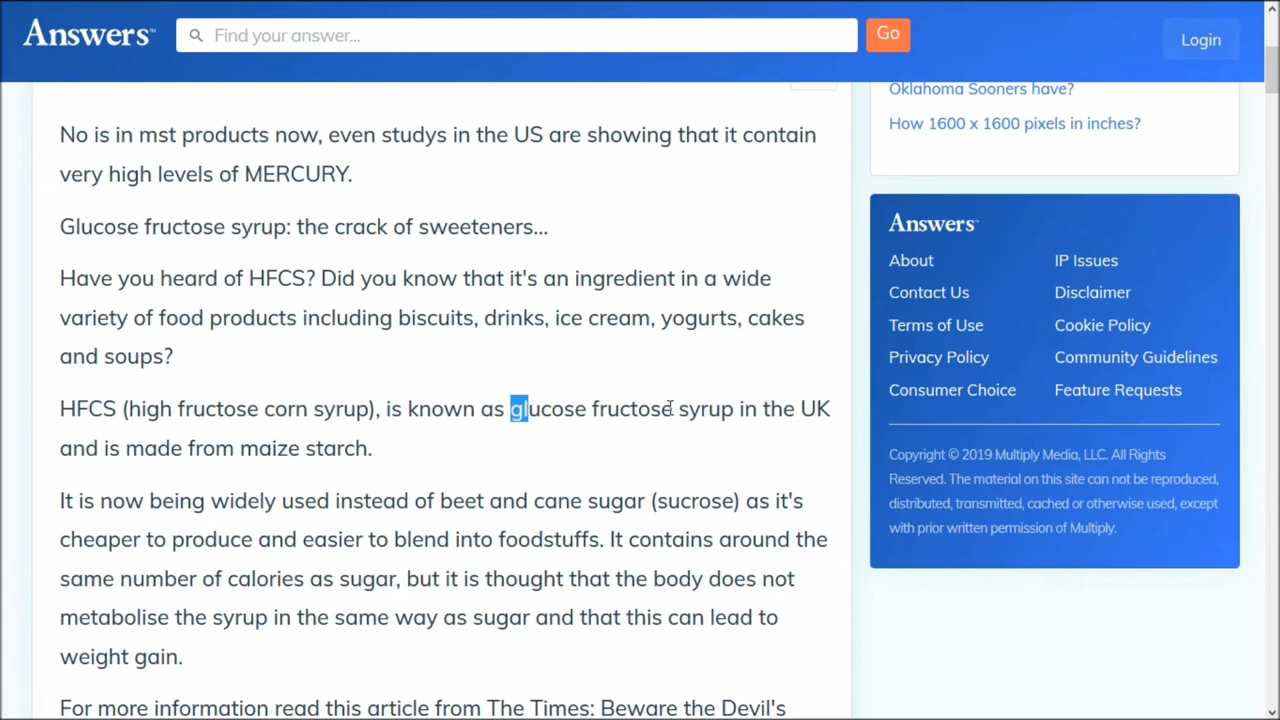 Answers™
Find your answer...
Go
Login
No is in mst products now, even studys in the US are showing that it contain
very high levels of MERCURY.
Glucose fructose syrup: the crack of sweeteners...
Have you heard of HFCS? Did you know that it's an ingredient in a wide
variety of food products including biscuits, drinks, ice cream, yogurts, cakes
and soups?
HFCS (high fructose corn syrup), is known as glucose fructose syrup in the UK
and is made from maize starch.
It is now being widely used instead of beet and cane sugar (sucrose) as it's
cheaper to produce and easier to blend into foodstuffs. It contains around the
same number of calories as sugar, but it is thought that the body does not
metabolise the syrup in the same way as sugar and that this can lead to
weight gain.
For more information read this article from The Times: Beware the Devil's
Oklahoma Sooners have?
How 1600 x 1600 pixels in inches?
Answers™
About
IP Issues
Contact Us
Disclaimer
Terms of Use
Cookie Policy
Privacy Policy
Community Guidelines
Consumer Choice
Feature Requests
Copyright © 2019 Multiply Media, LLC. All Rights
Reserved. The material on this site can not be reproduced,
distributed, transmitted, cached or otherwise used, except
with prior written permission of Multiply.